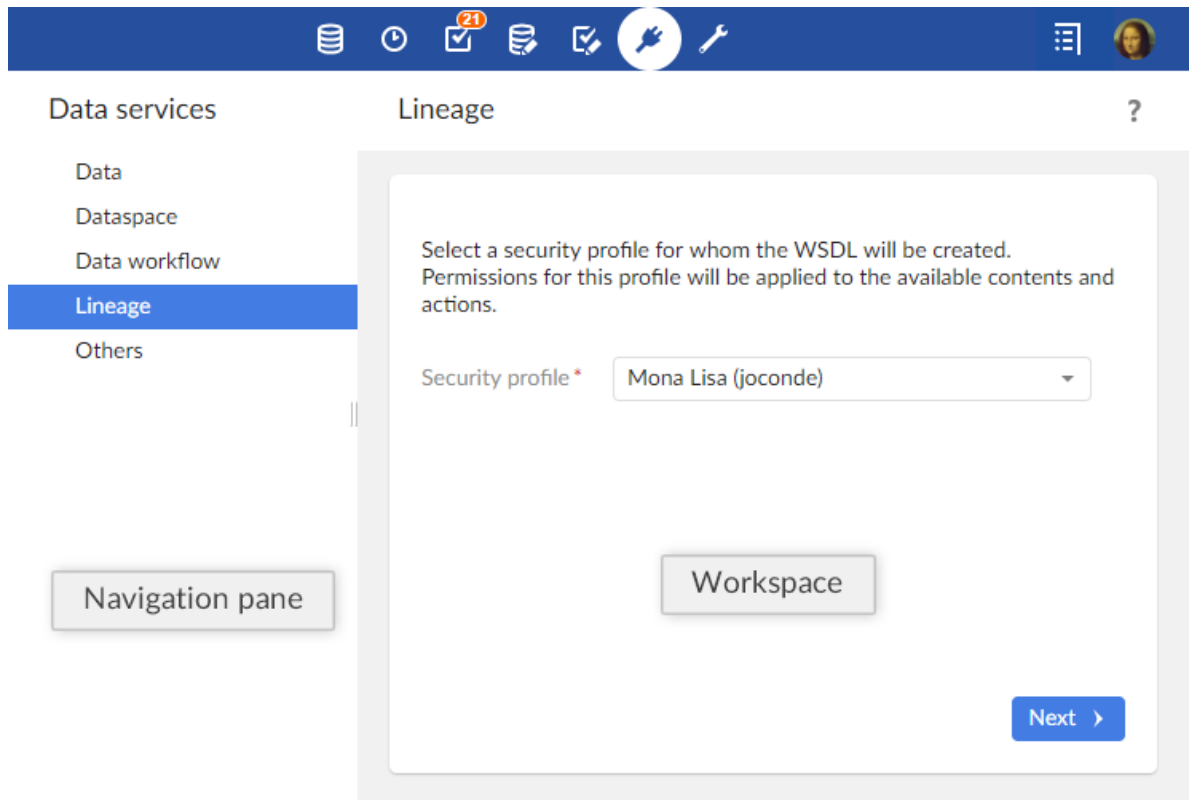 21
Data services
Lineage
?
Data
Dataspace
Data workflow
Lineage
Others
Select a security profile for whom the WSDL will be created.
Permissions for this profile will be applied to the available contents and
actions.
Security profile* Mona Lisa (joconde)
Navigation pane
Workspace
Next